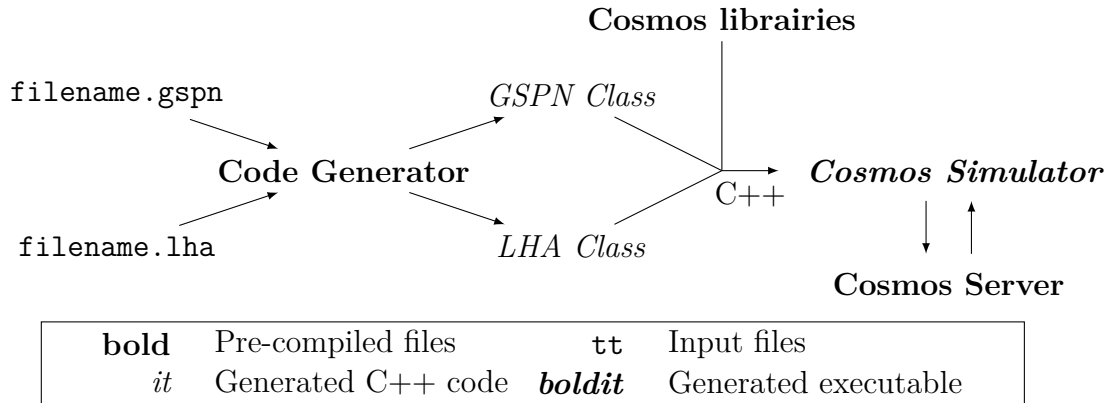 Cosmos librairies
filename.gspn
GSPN Class
Code Generator
C++
Cosmos Simulator
filename.lha
LHA Class
Cosmos Server
bold Pre-compiled files tt Input files
it Generated C++ code boldit Generated executable